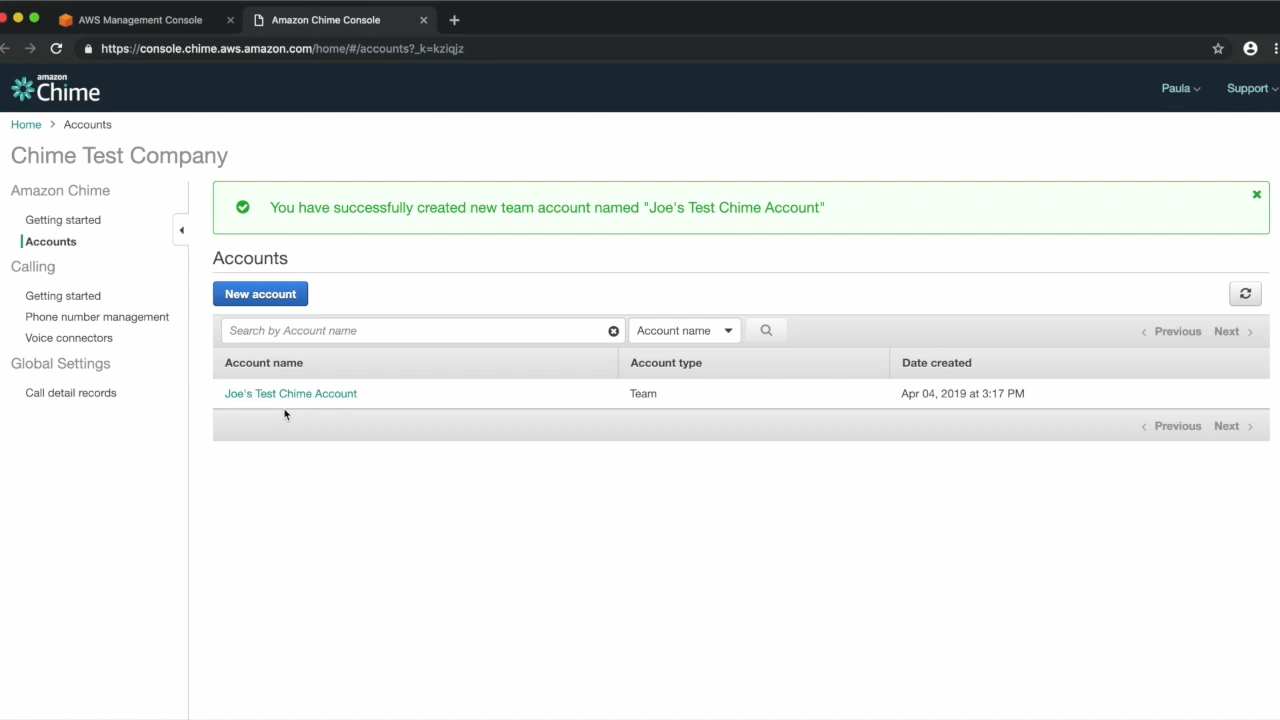 AWS Management Console
Amazon Chime Console
https://console.chime.aws.amazon.com/home/#/accounts?_k=kziqjz
amazon
Chime
Paula
Support
Home > Accounts
Chime Test Company
Amazon Chime
Getting started
Accounts
Calling
Getting started
Phone number management
Voice connectors
Global Settings
Call detail records
You have successfully created new team account named "Joe's Test Chime Account"
Accounts
New account
Search by Account name
Account name
Previous Next
Account name Account type Date created
Joe's Test Chime Account Team Apr 04, 2019 at 3:17 PM
Previous Next